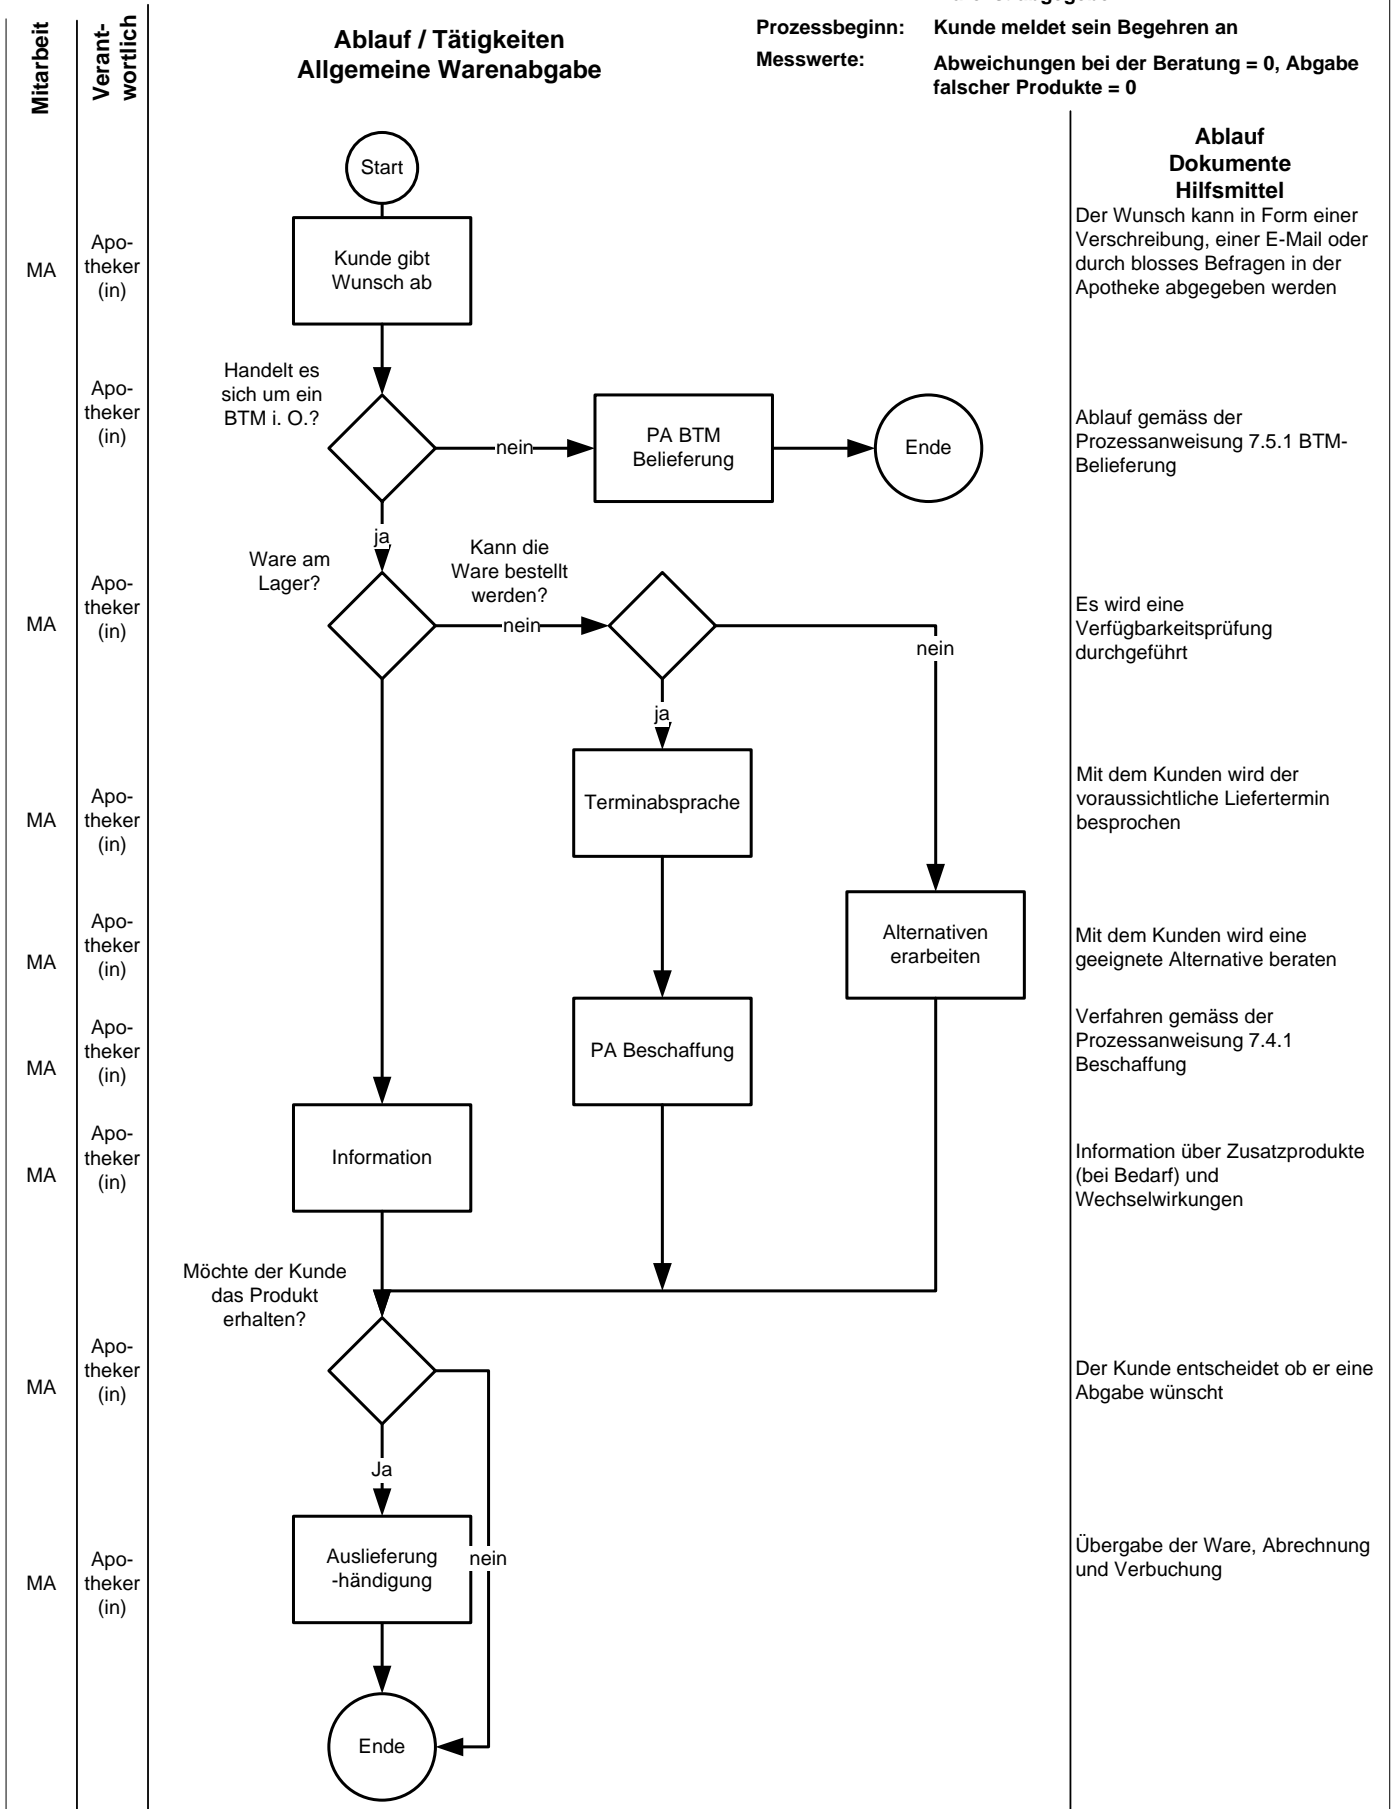 Prozessbeginn: Kunde meldet sein Begehren an
Messwerte: Abweichungen bei der Beratung = 0, Abgabe
falscher Produkte = 0
Mitarbeit
Verant-
wortlich
Ablauf / Tätigkeiten
Allgemeine Warenabgabe
Ablauf
Dokumente
Hilfsmittel
Start
MA
Apo-
theker
(in)
Kunde gibt
Wunsch ab
Der Wunsch kann in Form einer
Verschreibung, einer E-Mail oder
durch blosses Befragen in der
Apotheke abgegeben werden
Apo-
theker
(in)
Handelt es
sich um ein
BTM i. O.?
nein
PA BTM
Belieferung
Ende
Ablauf gemäss der
Prozessanweisung 7.5.1 BTM-
Belieferung
ja
MA
Apo-
theker
(in)
Ware am
Lager?
Kann die
Ware bestellt
werden?
nein
nein
Es wird eine
Verfügbarkeitsprüfung
durchgeführt
ja
MA
Apo-
theker
(in)
Terminabsprache
Mit dem Kunden wird der
voraussichtliche Liefertermin
besprochen
MA
Apo-
theker
(in)
Alternativen
erarbeiten
Mit dem Kunden wird eine
geeignete Alternative beraten
MA
Apo-
theker
(in)
PA Beschaffung
Verfahren gemäss der
Prozessanweisung 7.4.1
Beschaffung
MA
Apo-
theker
(in)
Information
Information über Zusatzprodukte
(bei Bedarf) und
Wechselwirkungen
Möchte der Kunde
das Produkt
erhalten?
MA
Apo-
theker
(in)
Der Kunde entscheidet ob er eine
Abgabe wünscht
Ja
MA
Apo-
theker
(in)
Auslieferung
-händigung
nein
Übergabe der Ware, Abrechnung
und Verbuchung
Ende